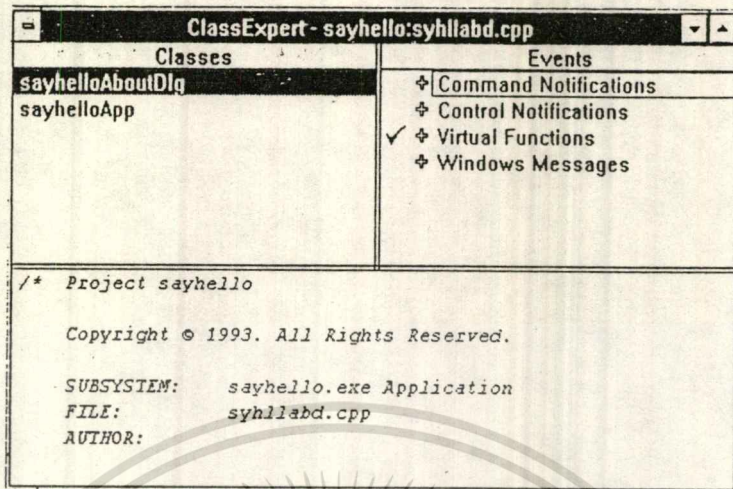 ClassExpert - sayhello:syhllabd.cpp
Classes
sayhelloAboutDlg
sayhelloApp
Events
Command Notifications
Control Notifications
Virtual Functions
Windows Messages
/* Project sayhello
Copyright © 1993. All Rights Reserved.
SUBSYSTEM: sayhello.exe Application
FILE: syhllabd.cpp
AUTHOR: